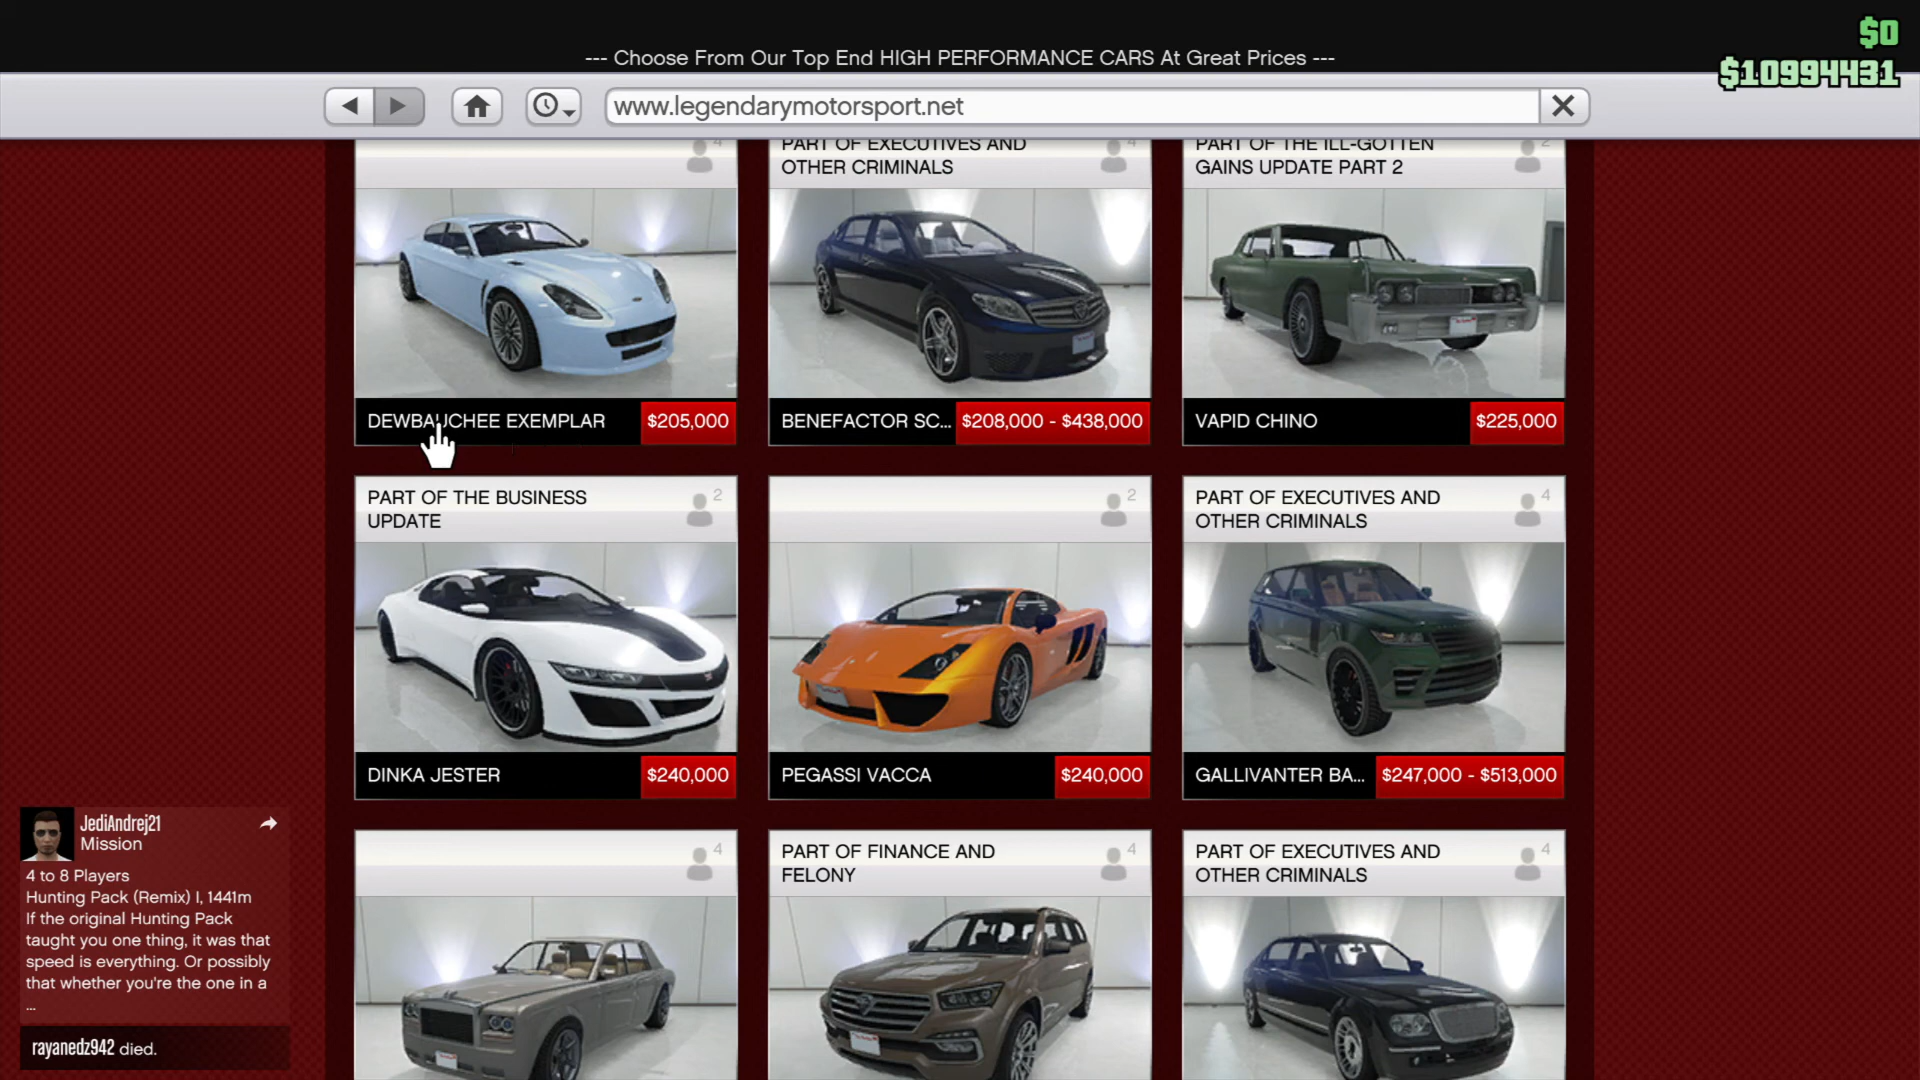 $0
--- Choose From Our Top End HIGH PERFORMANCE CARS At Great Prices ---
$10994431
www.legendarymotorsport.net
4
PART OF EXECUTIVES AND
OTHER CRIMINALS
4
PART OF THE ILL-GOTTEN
GAINS UPDATE PART 2
2
DEWBAUCHEE EXEMPLAR
$205,000
BENEFACTOR SC...
$208,000 - $438,000
VAPID CHINO
$225,000
PART OF THE BUSINESS
UPDATE
2
2
PART OF EXECUTIVES AND
OTHER CRIMINALS
4
DINKA JESTER
$240,000
PEGASSI VACCA
$240,000
GALLIVANTER BA...
$247,000 - $513,000
4
PART OF FINANCE AND
FELONY
4
PART OF EXECUTIVES AND
OTHER CRIMINALS
4
JediAndrej21
Mission
4 to 8 Players
Hunting Pack (Remix) I, 1441m
If the original Hunting Pack
taught you one thing, it was that
speed is everything. Or possibly
that whether you're the one in a
...
rayanedz942 died.